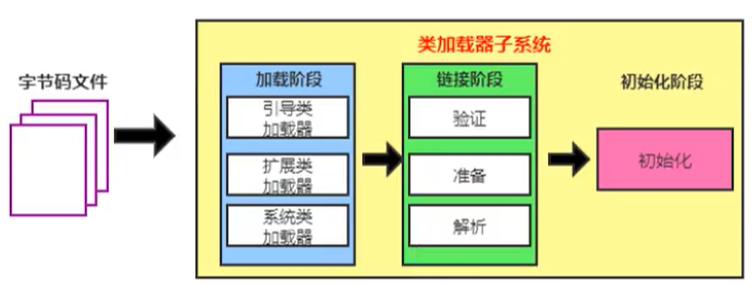 类加载器子系统
字节码文件
加载阶段
引导类
加载器
扩展类
加载器
系统类
加载器
链接阶段
验证
准备
解析
初始化阶段
初始化